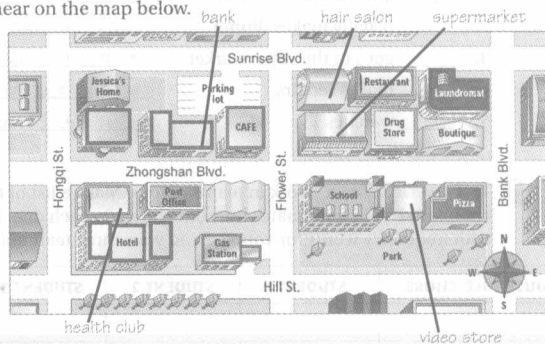 hear on the map below.
bank
hair salon
supermarket
Sunrise Blvd.
Jessica's
Home
Parking
lot
CAFE
Restaurant
Laundromat
Drug
Store
Boutique
Hongqi St.
Zhongshan Blvd.
Flower St.
Bank Blvd.
Post
Office
School
Pizza
Hotel
Gas
Station
Park
N
W
E
S
Hill St.
health club
video store